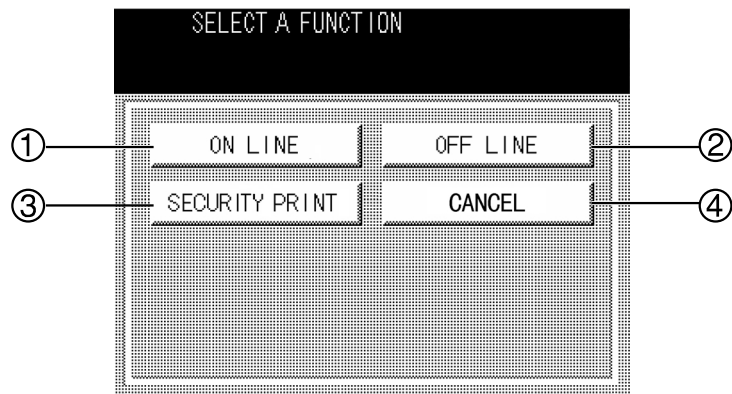 SELECT A FUNCTION
① ON LINE OFF LINE ②
③ SECURITY PRINT CANCEL ④